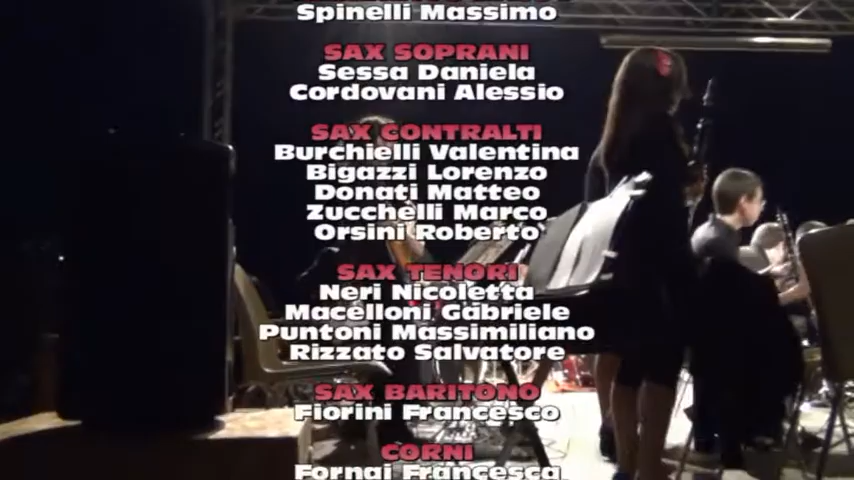 Spinelli Massimo
SAX SOPRANI
Sessa Daniela
Cordovani Alessio
SAX CONTRALTI
Burchielli Valentina
Bigazzi Lorenzo
Donati Matteo
Zucchelli Marco
Orsini Roberto
SAX TENORI
Neri Nicoletta
Macelloni Gabriele
Puntoni Massimiliano
Rizzato Salvatore
SAX BARITONO
Fiorini Francesco
CORNI
Fornai Francesca